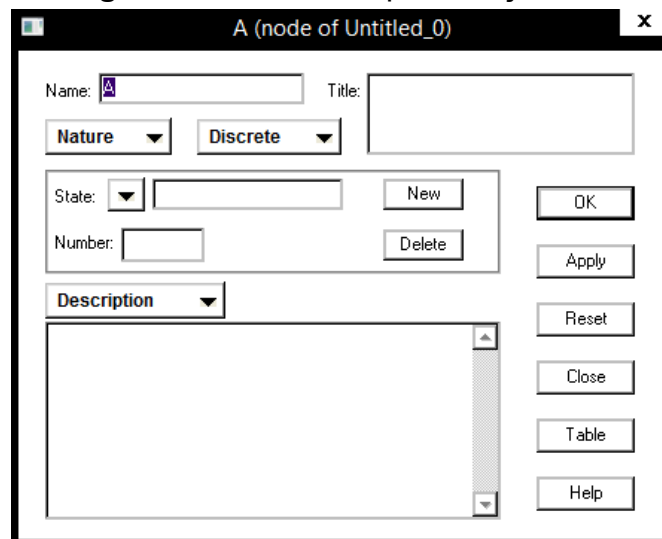 A (node of Untitled_0)
x
Name: A
Title:
Nature
Discrete
State:
New
Number:
Delete
Description
OK
Apply
Reset
Close
Table
Help